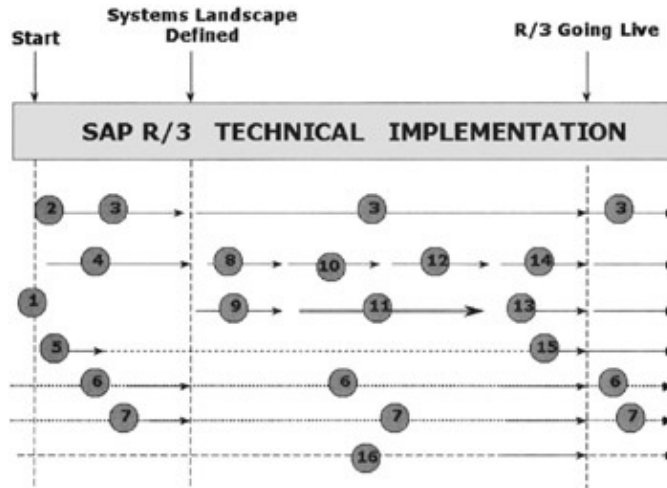 Systems Landscape
Defined
Start
R/3 Going Live
SAP R/3 TECHNICAL IMPLEMENTATION
2 3 3 3
4 8 10 12 14
1 9 11 13
5 15
6 6 6
7 7 7
16